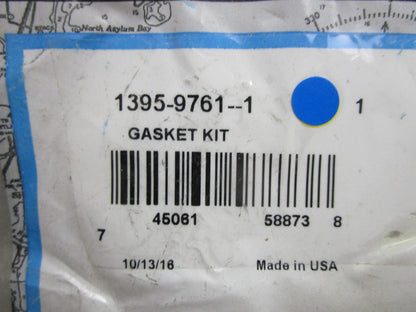 North Asylum Bay
330
1395-9761--1 1
GASKET KIT
7 45061 58873 8
10/13/16 Made in USA